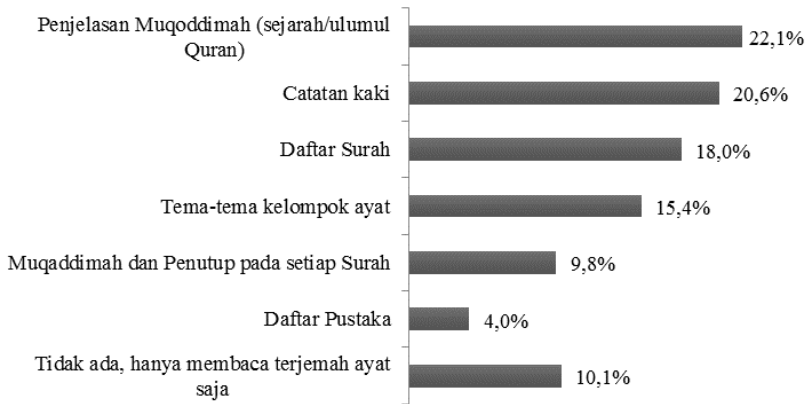 Penjelasan Muqoddimah (sejarah/ulumul
Quran)
22,1%
Catatan kaki
20,6%
Daftar Surah
18,0%
Tema-tema kelompok ayat
15,4%
Muqaddimah dan Penutup pada setiap Surah
9,8%
Daftar Pustaka
4,0%
Tidak ada, hanya membaca terjemah ayat
saja
10,1%